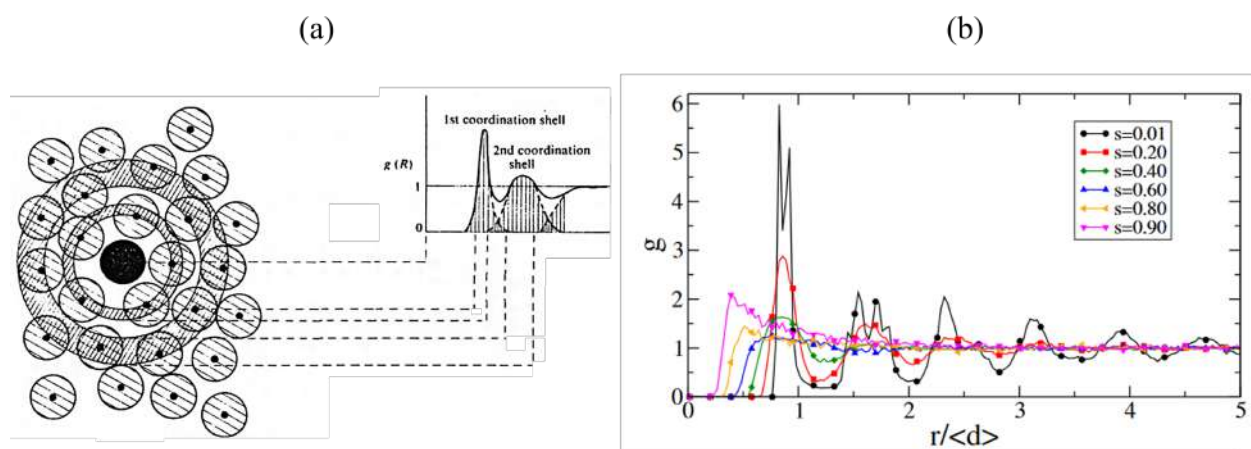 (a)
(b)
1st coordination shell
2nd coordination
shell
g (R)
1
0
g
6
5
4
3
2
1
0
s=0.01
s=0.20
s=0.40
s=0.60
s=0.80
s=0.90
0 1 2 3 4 5
r/<d>